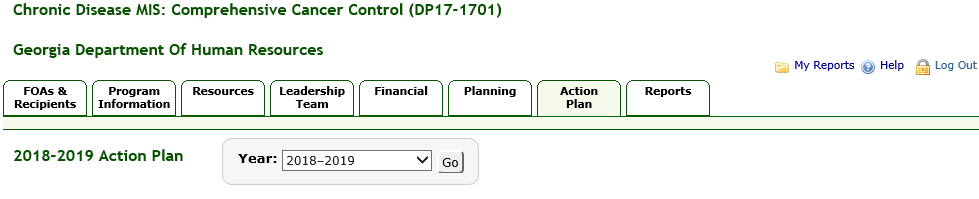 Chronic Disease MIS: Comprehensive Cancer Control (DP17-1701)
Georgia Department Of Human Resources
My Reports Help Log Out
FOAs & Recipients
Program Information
Resources
Leadership Team
Financial
Planning
Action Plan
Reports
2018-2019 Action Plan
Year: 2018-2019 Go